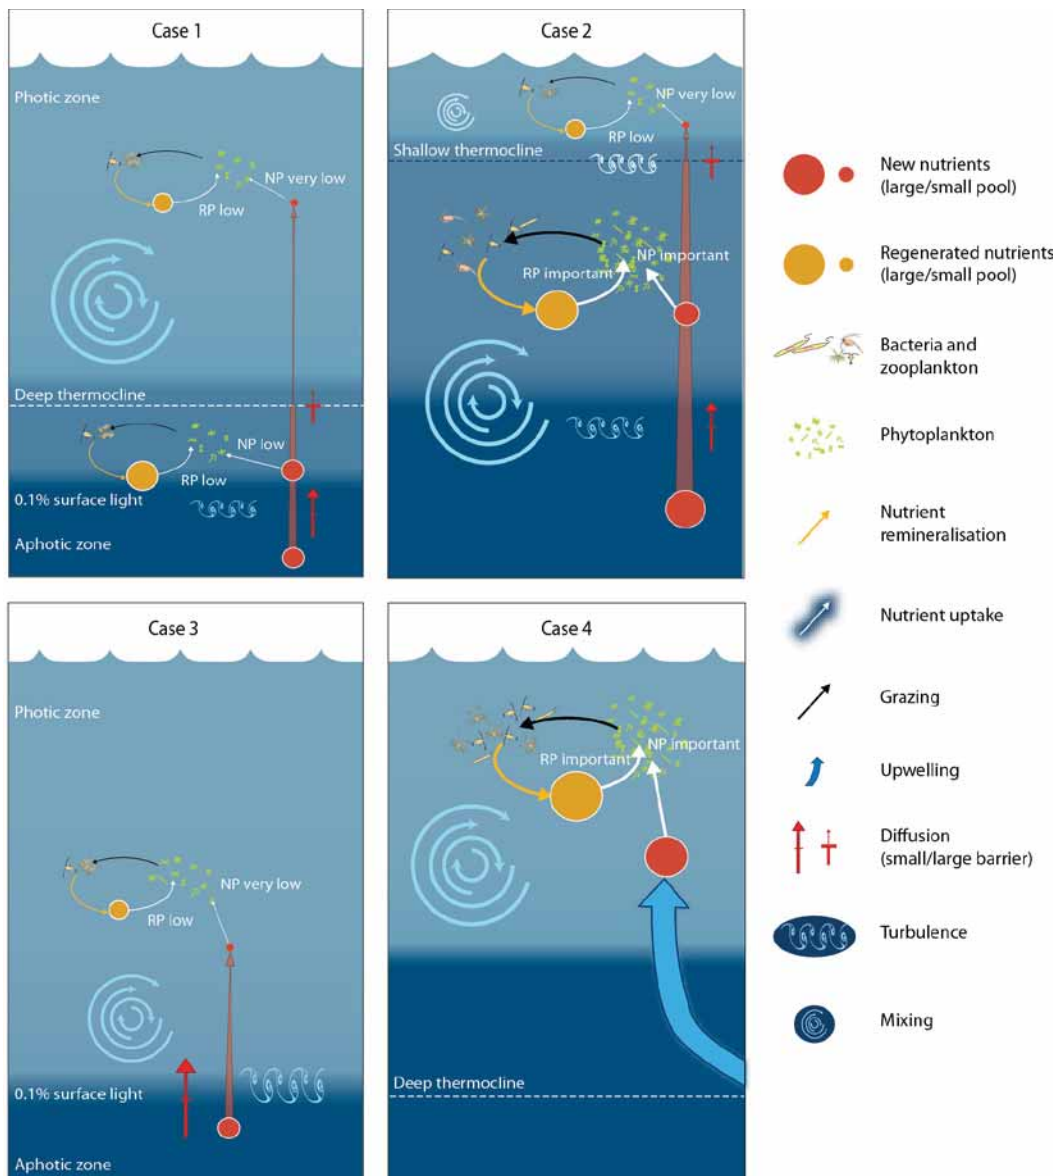 Case 1
Photic zone
NP very low
RP low
Deep thermocline
NP low
RP low
0.1% surface light
Aphotic zone
Case 2
NP very low
RP low
Shallow thermocline
NP important
RP important
Case 3
Photic zone
NP very low
RP low
0.1% surface light
Aphotic zone
Case 4
NP important
RP important
Deep thermocline
New nutrients
(large/small pool)
Regenerated nutrients
(large/small pool)
Bacteria and
zooplankton
Phytoplankton
Nutrient
remineralisation
Nutrient uptake
Grazing
Upwelling
Diffusion
(small/large barrier)
Turbulence
Mixing